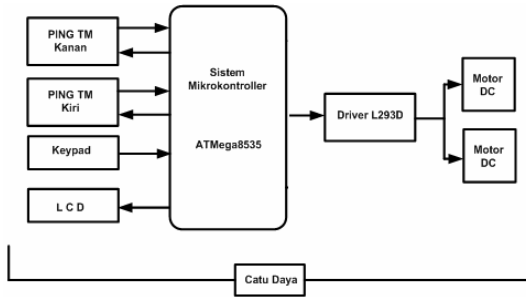 PING TM
Kanan
PING TM
Kiri
Keypad
L C D
Sistem
Mikrokontroller
ATMega8535
Driver L293D
Motor
DC
Motor
DC
Catu Daya